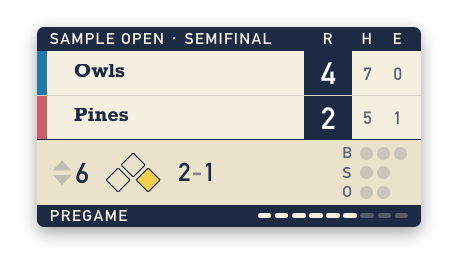 SAMPLE OPEN · SEMIFINAL R H E
Owls 4 7 0
Pines 2 5 1
6 2-1 B
S
O
PREGAME